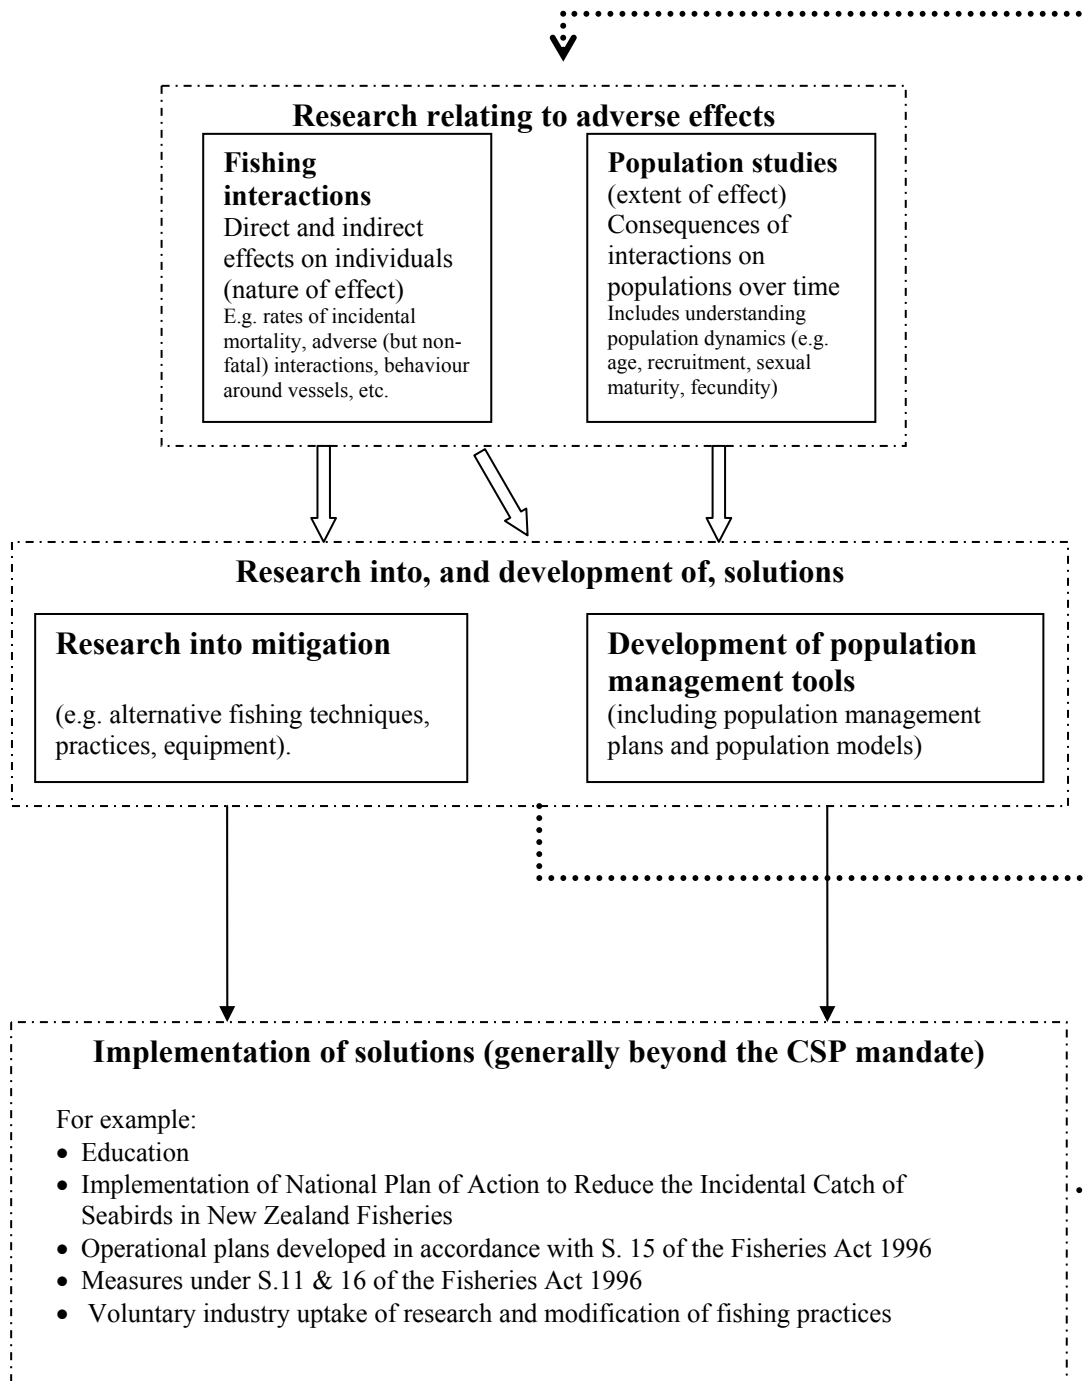 Research relating to adverse effects
Fishing
interactions
Direct and indirect
effects on individuals
(nature of effect)
E.g. rates of incidental
mortality, adverse (but non-
fatal) interactions, behaviour
around vessels, etc.
Population studies
(extent of effect)
Consequences of
interactions on
populations over time
Includes understanding
population dynamics (e.g.
age, recruitment, sexual
maturity, fecundity)
Research into, and development of, solutions
Research into mitigation
(e.g. alternative fishing techniques,
practices, equipment).
Development of population
management tools
(including population management
plans and population models)
Implementation of solutions (generally beyond the CSP mandate)
For example:
• Education
• Implementation of National Plan of Action to Reduce the Incidental Catch of
Seabirds in New Zealand Fisheries
• Operational plans developed in accordance with S. 15 of the Fisheries Act 1996
• Measures under S.11 & 16 of the Fisheries Act 1996
• Voluntary industry uptake of research and modification of fishing practices